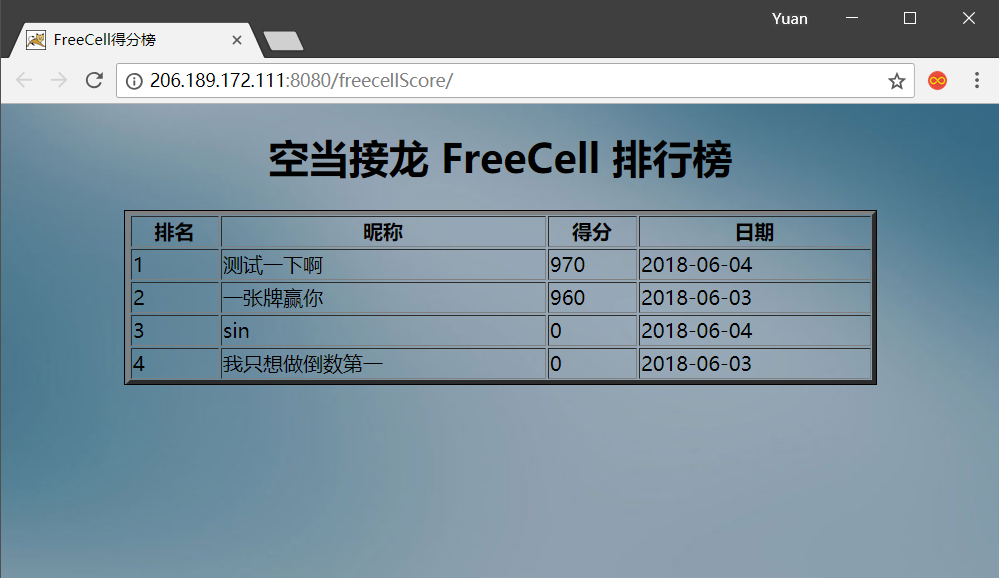 Yuan
FreeCell得分榜
206.189.172.111:8080/freecellScore/
空当接龙 FreeCell 排行榜
排名 昵称 得分 日期
1 测试一下啊 970 2018-06-04
2 一张牌赢你 960 2018-06-03
3 sin 0 2018-06-04
4 我只想做倒数第一 0 2018-06-03